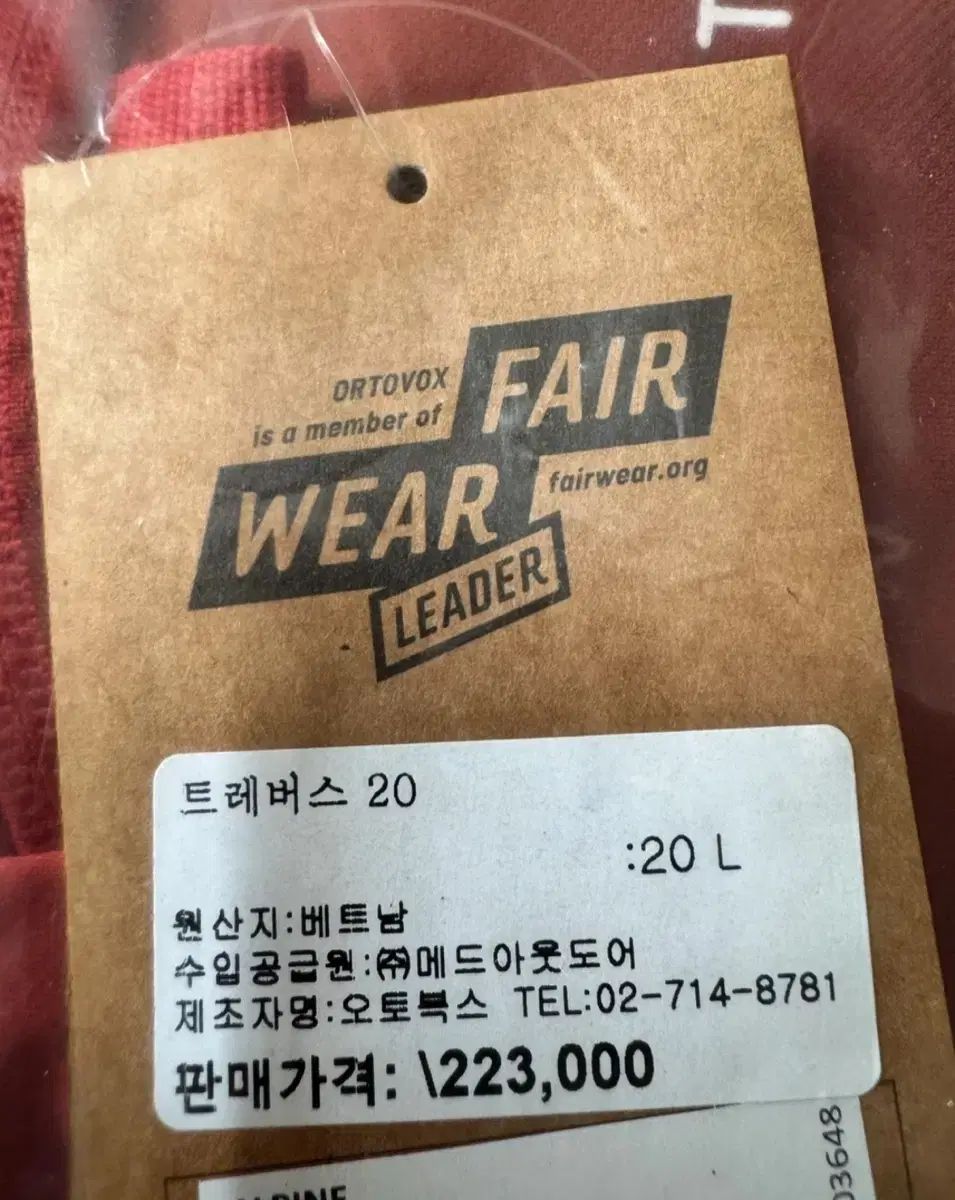 T
ORTOVOX
is a member of
FAIR
WEAR
fairwear.org
LEADER
트레버스 20
:20 L
원산지:베트남
수입공급원:㈜메드아웃도어
제조자명:오토복스 TEL:02-714-8781
판매가격: \223,000
03648